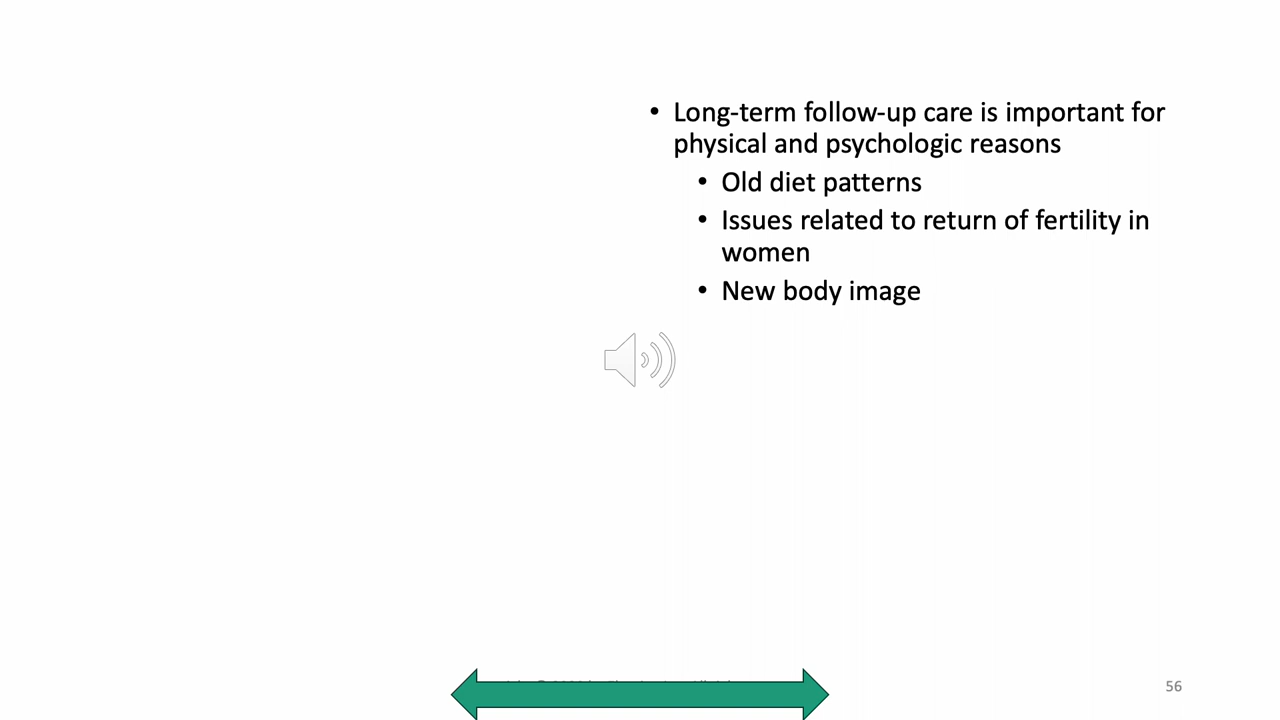 • Long-term follow-up care is important for
physical and psychologic reasons
• Old diet patterns
• Issues related to return of fertility in
women
• New body image
56